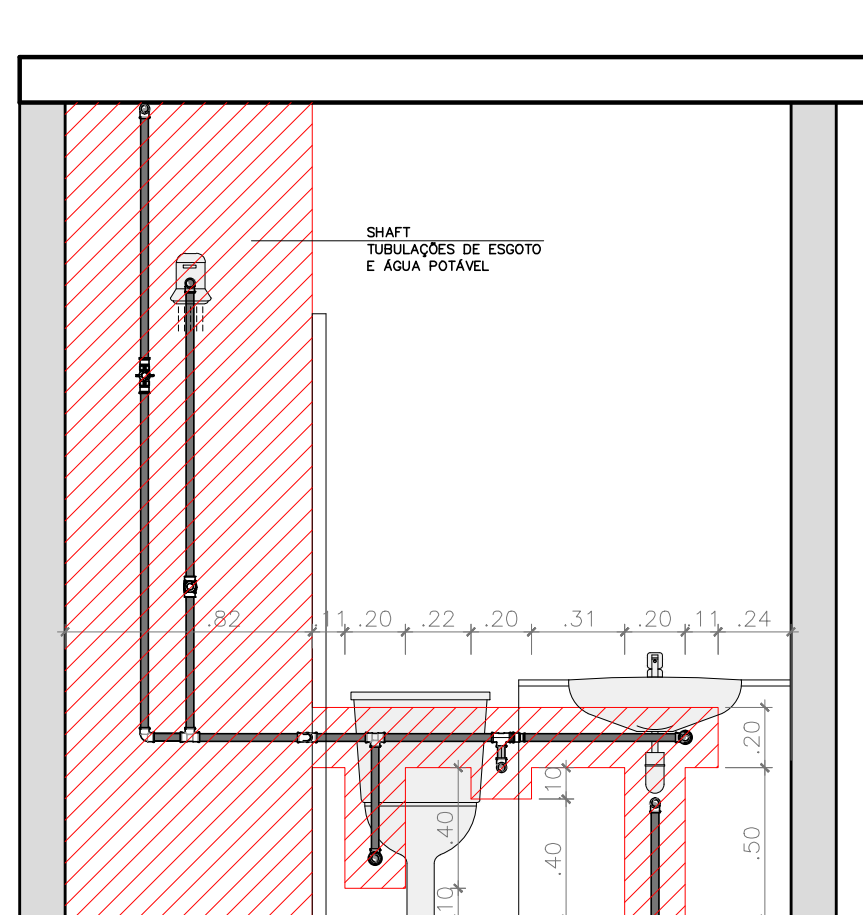 SHAFT
TUBULAÇÕES DE ESGOTO
E ÁGUA POTÁVEL
.82 .11 .20 .22 .20 .31 .20 .11 .24
.20
.10
.40
.40
.50
.10